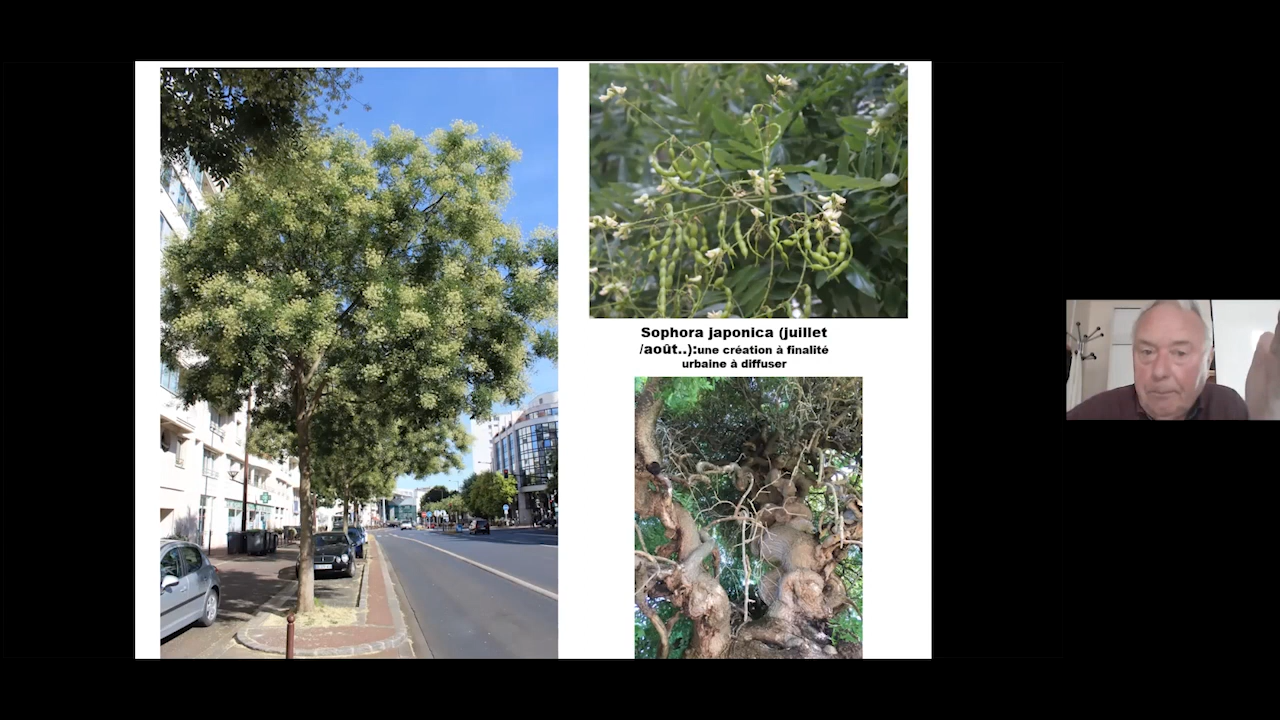 Sophora japonica (juillet
/août..):une création à finalité
urbaine à diffuser